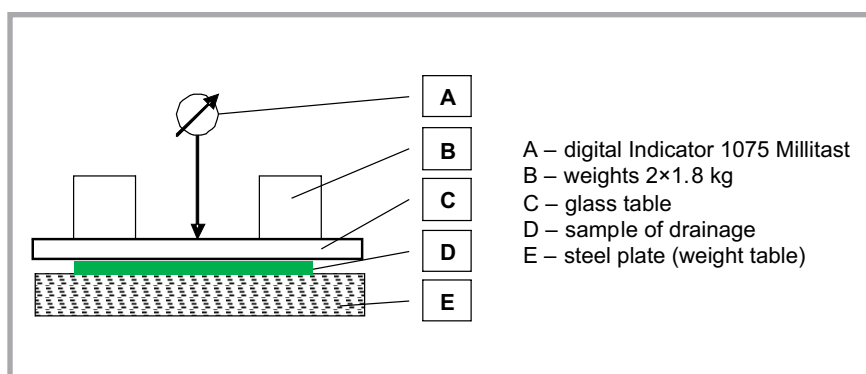 A
B
C
D
E
A – digital Indicator 1075 Millitast
B – weights 2×1.8 kg
C – glass table
D – sample of drainage
E – steel plate (weight table)